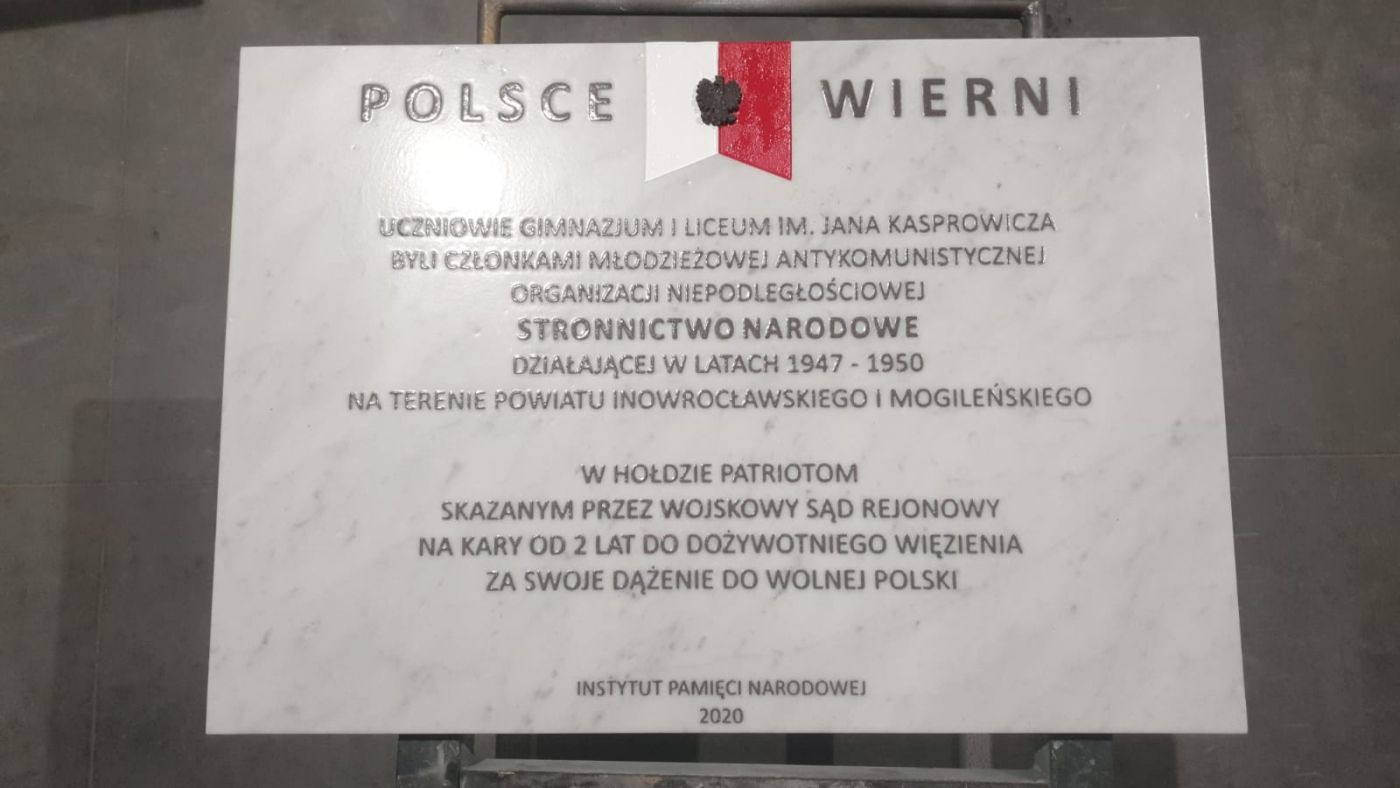 POLSCE WIERNI
UCZNIOWIE GIMNAZJUM I LICEUM IM. JANA KASPROWICZA
BYLI CZŁONKAMI MŁODZIEŻOWEJ ANTYKOMUNISTYCZNEJ
ORGANIZACJI NIEPODLEGŁOŚCIOWEJ
STRONNICTWO NARODOWE
DZIAŁAJĄCEJ W LATACH 1947 - 1950
NA TERENIE POWIATU INOWROCŁAWSKIEGO I MOGILEŃSKIEGO
W HOŁDZIE PATRIOTOM
SKAZANYM PRZEZ WOJSKOWY SĄD REJONOWY
NA KARY OD 2 LAT DO DOŻYWOTNIEGO WIĘZIENIA
ZA SWOJE DĄŻENIE DO WOLNEJ POLSKI
INSTYTUT PAMIĘCI NARODOWEJ
2020